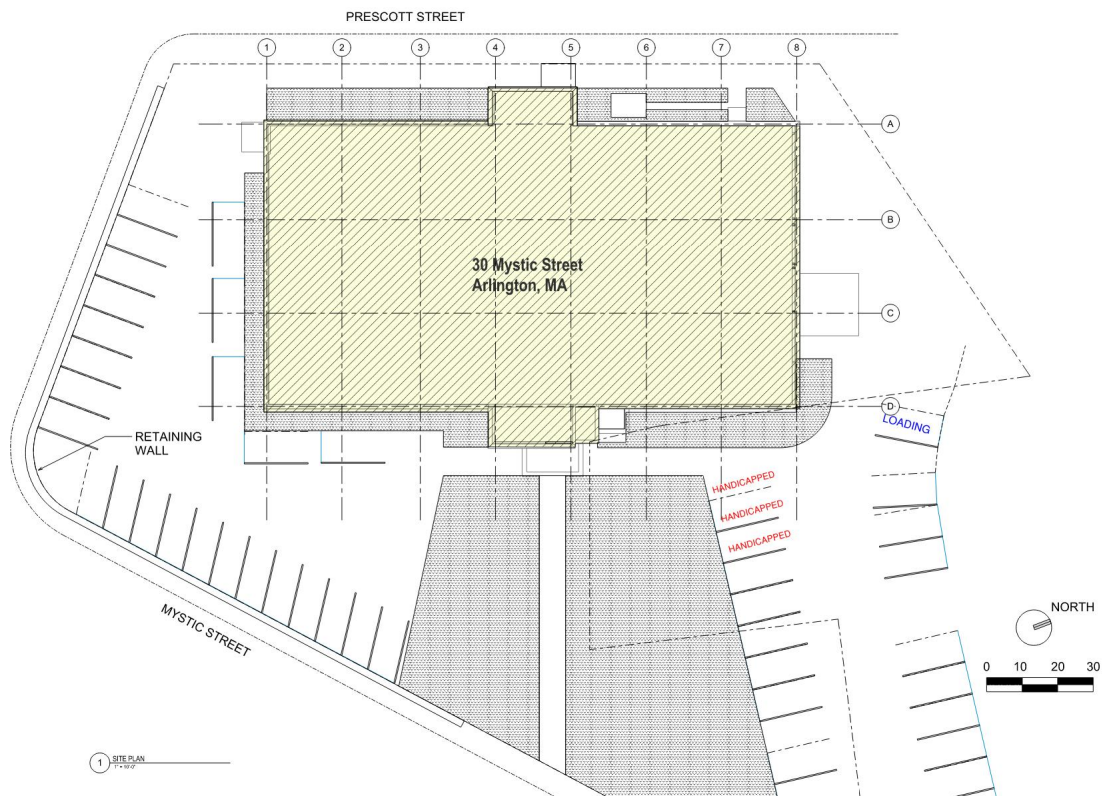 PRESCOTT STREET
1 2 3 4 5 6 7 8
A
B
30 Mystic Street
Arlington, MA
C
D
LOADING
RETAINING
WALL
HANDICAPPED
HANDICAPPED
HANDICAPPED
MYSTIC STREET
NORTH
0 10 20 30
1 SITE PLAN